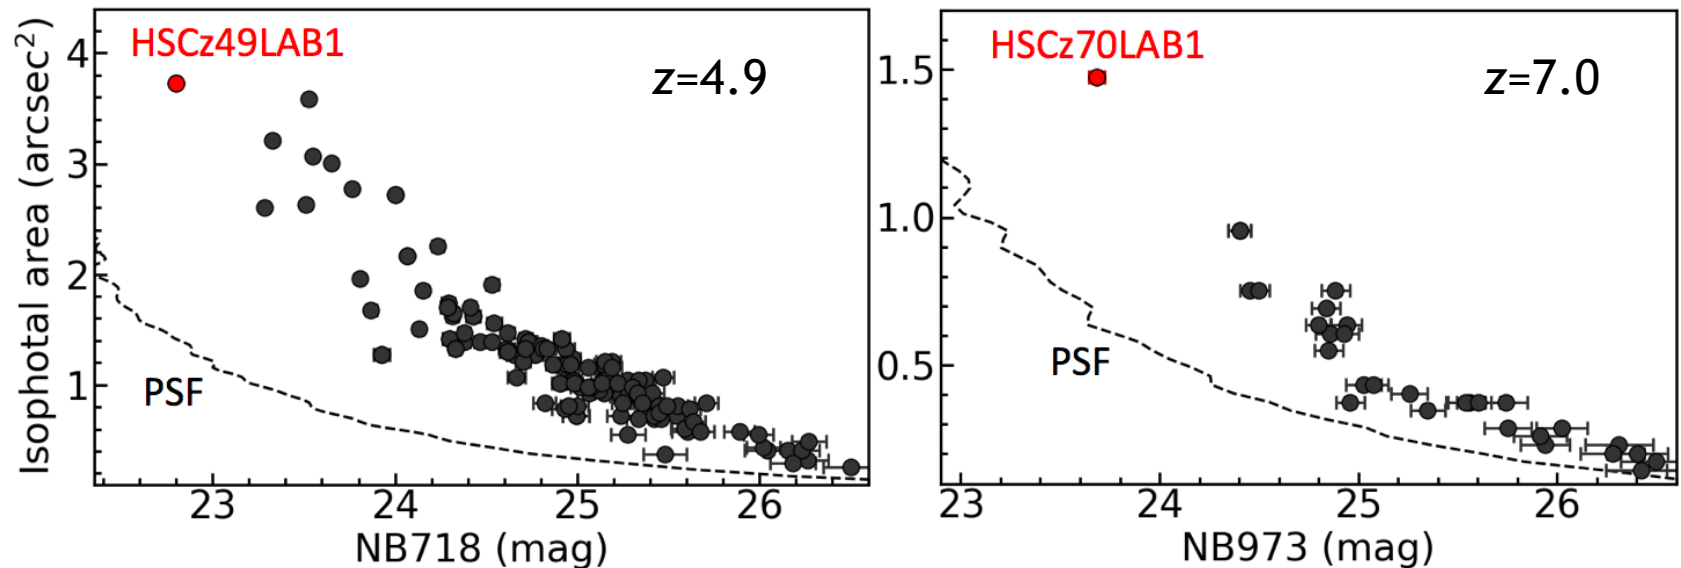 Isophotal area (arcsec²)
4
3
2
1
HSCz49LAB1
z=4.9
PSF
23
24
25
26
NB718 (mag)
1.5
1.0
0.5
HSCz70LAB1
z=7.0
PSF
23
24
25
26
NB973 (mag)